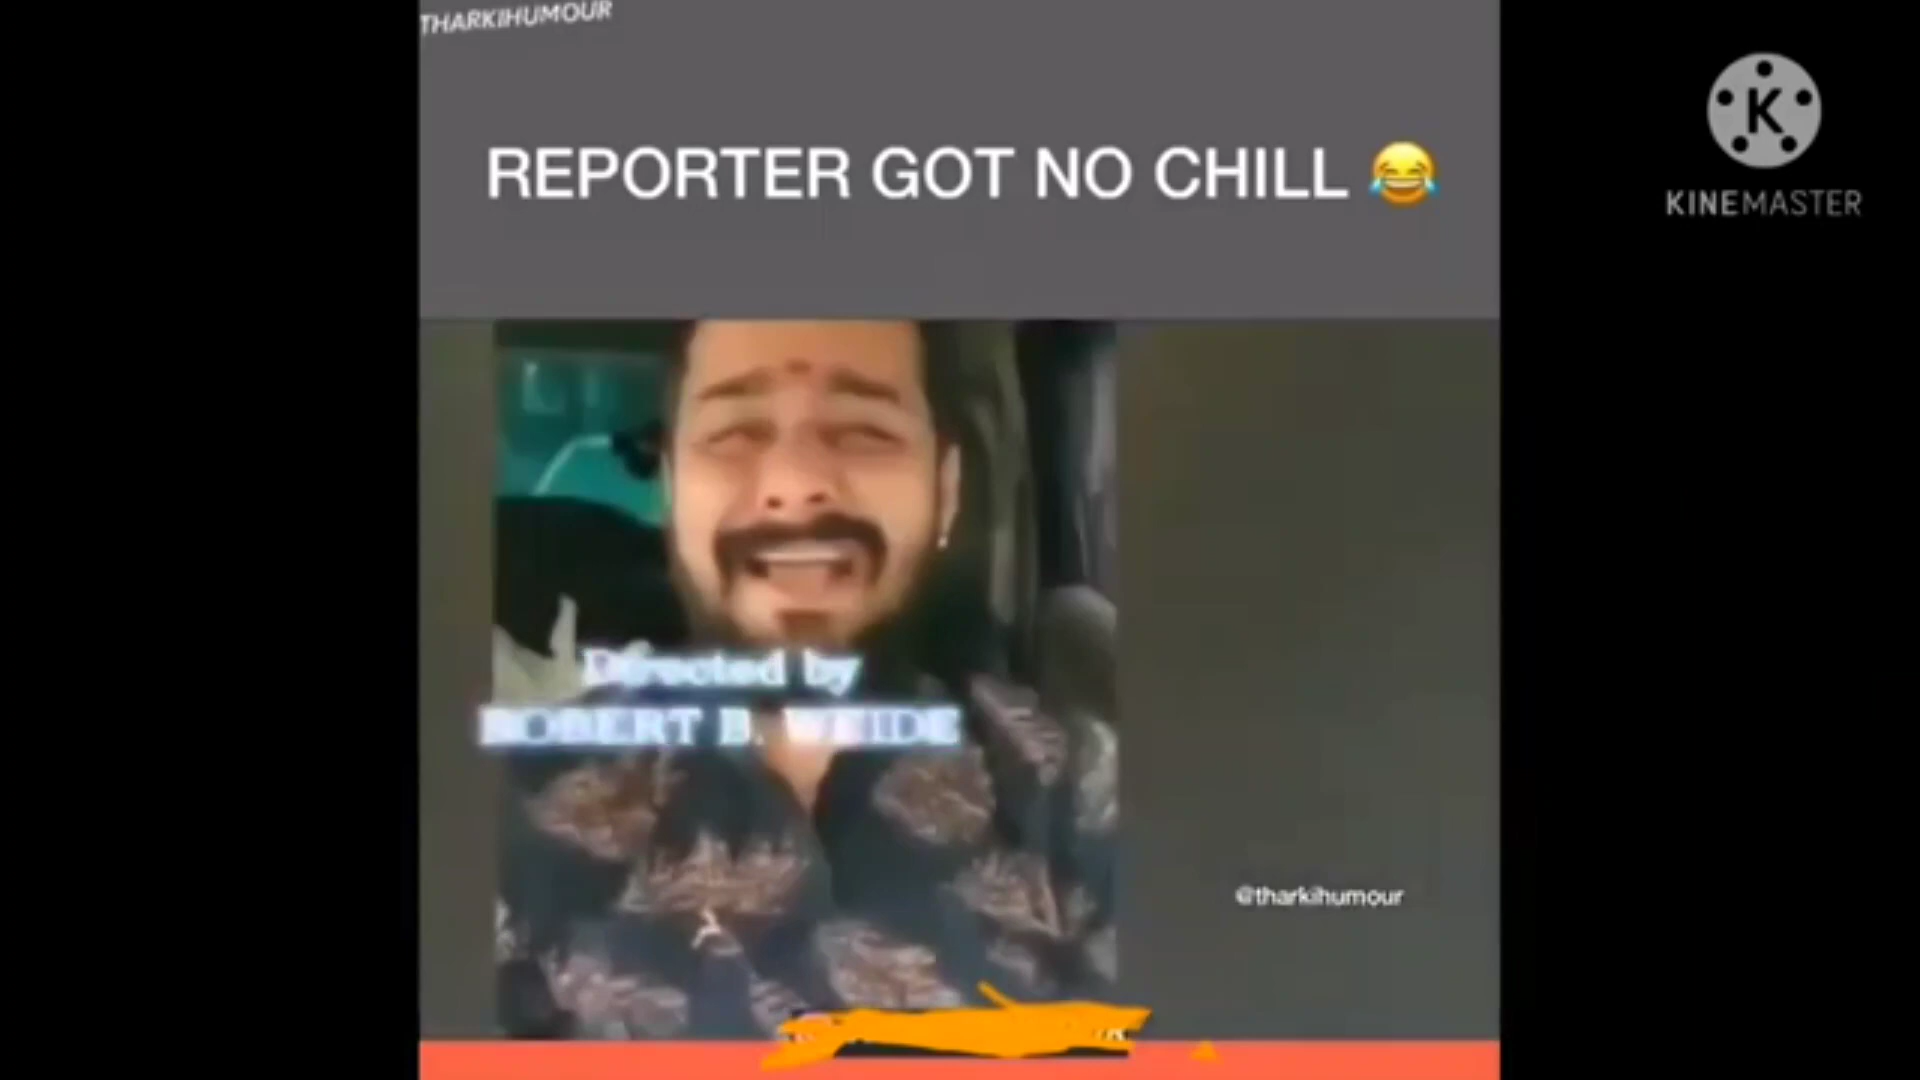 THARKIHUMOUR
REPORTER GOT NO CHILL 😂
K
KINEMASTER
Directed by
ROBERT B. WEIDE
@tharkihumour